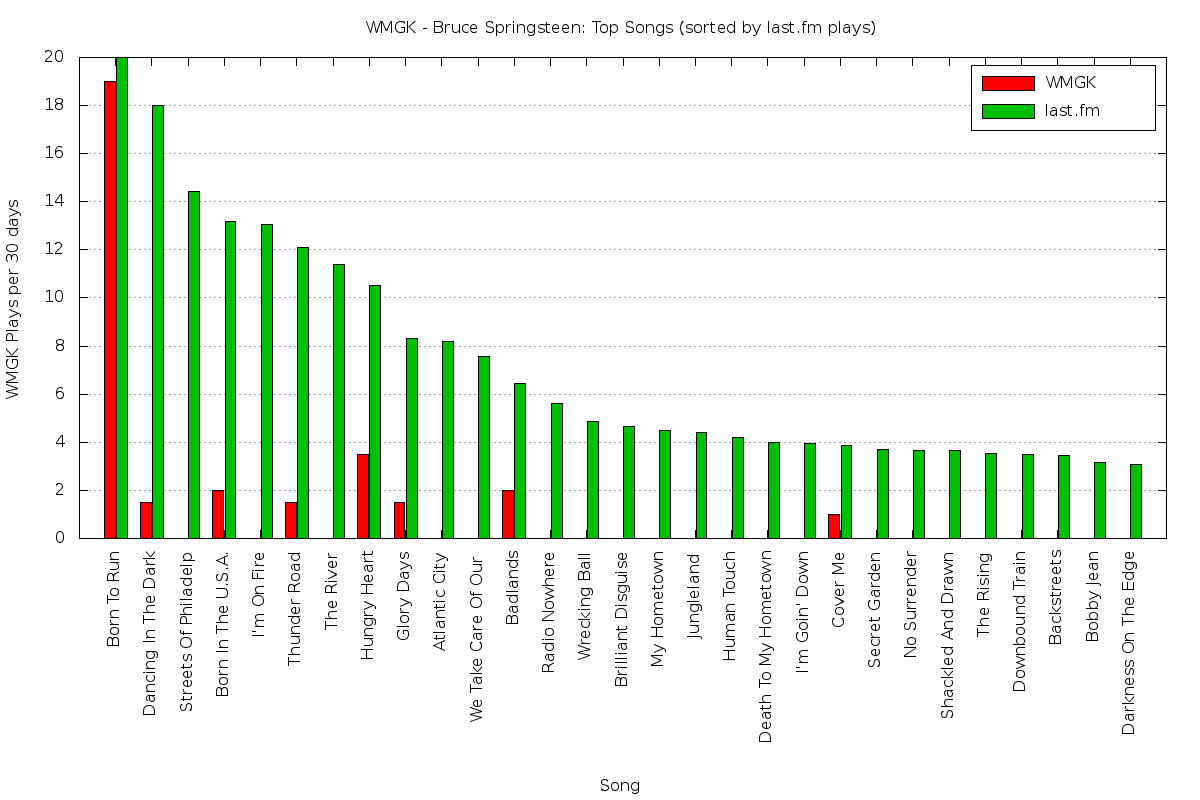 WMGK - Bruce Springsteen: Top Songs (sorted by last.fm plays)
WMGK
last.fm
WMGK Plays per 30 days
20
18
16
14
12
10
8
6
4
2
0
Born To Run
Dancing In The Dark
Streets Of Philadelp
Born In The U.S.A.
I'm On Fire
Thunder Road
The River
Hungry Heart
Glory Days
Atlantic City
We Take Care Of Our
Badlands
Radio Nowhere
Wrecking Ball
Brilliant Disguise
My Hometown
Jungleland
Human Touch
Death To My Hometown
I'm Goin' Down
Cover Me
Secret Garden
No Surrender
Shackled And Drawn
The Rising
Downbound Train
Backstreets
Bobby Jean
Darkness On The Edge
Song